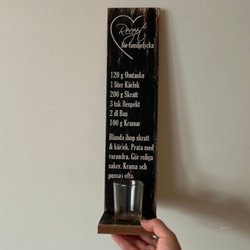 Recept
för familjelycka
120 g Omtanke
1 liter Kärlek
200 g Skratt
3 tsk Respekt
2 dl Bus
100 g Kramar
Blanda ihop skratt
& kärlek. Prata med
varandra. Gör roliga
saker. Krama och
pussas ofta.